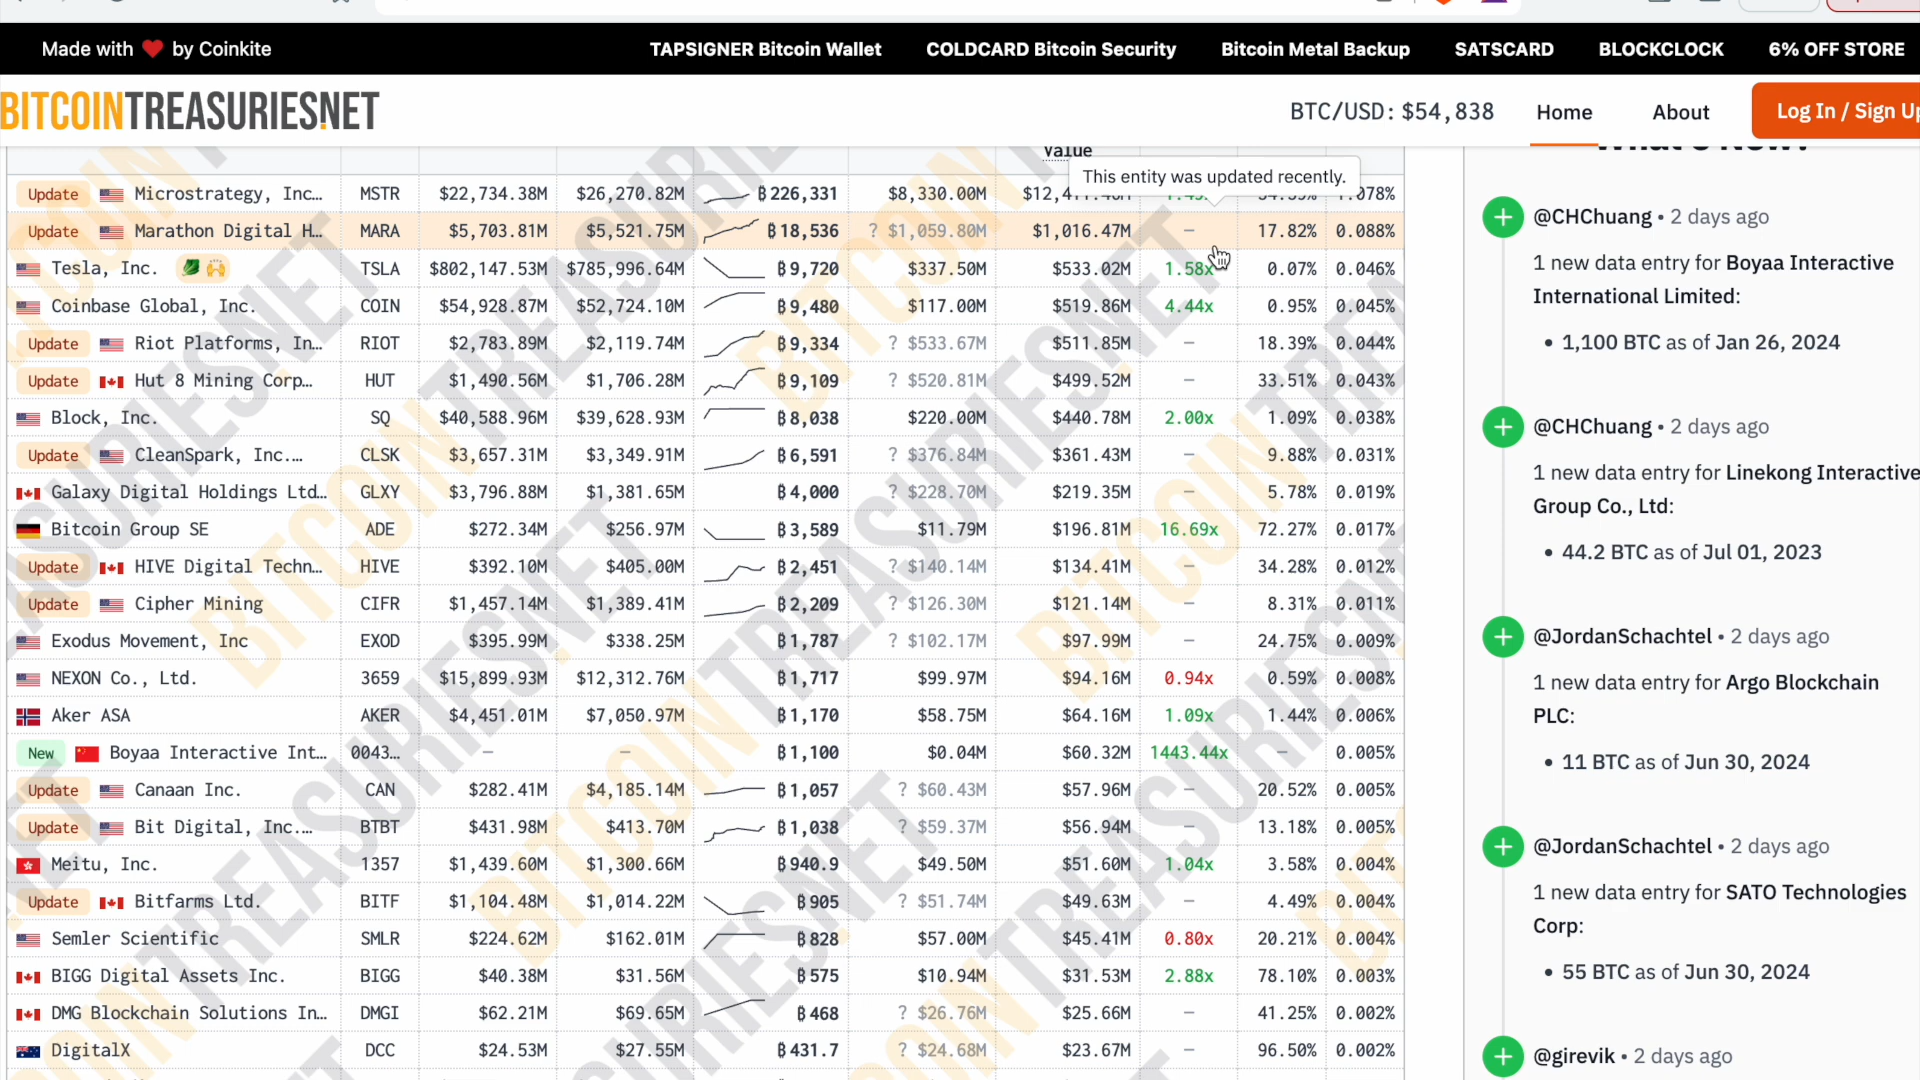 Made with ❤ by Coinkite TAPSIGNER Bitcoin Wallet COLDCARD Bitcoin Security Bitcoin Metal Backup SATSCARD BLOCKCLOCK 6% OFF STORE
BITCOINTREASURIES.NET BTC/USD: $54,838 Home About Log In / Sign Up
Value
This entity was updated recently.
Update Microstrategy, Inc… MSTR $22,734.38M $26,270.82M ₿226,331 $8,330.00M
Update Marathon Digital H… MARA $5,703.81M $5,521.75M ₿18,536 ? $1,059.80M $1,016.47M – 17.82% 0.088%
Tesla, Inc. TSLA $802,147.53M $785,996.64M ₿9,720 $337.50M $533.02M 1.58x 0.07% 0.046%
Coinbase Global, Inc. COIN $54,928.87M $52,724.10M ₿9,480 $117.00M $519.86M 4.44x 0.95% 0.045%
Update Riot Platforms, In… RIOT $2,783.89M $2,119.74M ₿9,334 ? $533.67M $511.85M – 18.39% 0.044%
Update Hut 8 Mining Corp… HUT $1,490.56M $1,706.28M ₿9,109 ? $520.81M $499.52M – 33.51% 0.043%
Block, Inc. SQ $40,588.96M $39,628.93M ₿8,038 $220.00M $440.78M 2.00x 1.09% 0.038%
Update CleanSpark, Inc.… CLSK $3,657.31M $3,349.91M ₿6,591 ? $376.84M $361.43M – 9.88% 0.031%
Galaxy Digital Holdings Ltd… GLXY $3,796.88M $1,381.65M ₿4,000 ? $228.70M $219.35M – 5.78% 0.019%
Bitcoin Group SE ADE $272.34M $256.97M ₿3,589 $11.79M $196.81M 16.69x 72.27% 0.017%
Update HIVE Digital Techn… HIVE $392.10M $405.00M ₿2,451 ? $140.14M $134.41M – 34.28% 0.012%
Update Cipher Mining CIFR $1,457.14M $1,389.41M ₿2,209 ? $126.30M $121.14M – 8.31% 0.011%
Exodus Movement, Inc EXOD $395.99M $338.25M ₿1,787 ? $102.17M $97.99M – 24.75% 0.009%
NEXON Co., Ltd. 3659 $15,899.93M $12,312.76M ₿1,717 $99.97M $94.16M 0.94x 0.59% 0.008%
Aker ASA AKER $4,451.01M $7,050.97M ₿1,170 $58.75M $64.16M 1.09x 1.44% 0.006%
New Boyaa Interactive Int… 0043… – – ₿1,100 $0.04M $60.32M 1443.44x – 0.005%
Update Canaan Inc. CAN $282.41M $4,185.14M ₿1,057 ? $60.43M $57.96M – 20.52% 0.005%
Update Bit Digital, Inc.… BTBT $431.98M $413.70M ₿1,038 ? $59.37M $56.94M – 13.18% 0.005%
Meitu, Inc. 1357 $1,439.60M $1,300.66M ₿940.9 $49.50M $51.60M 1.04x 3.58% 0.004%
Update Bitfarms Ltd. BITF $1,104.48M $1,014.22M ₿905 ? $51.74M $49.63M – 4.49% 0.004%
Semler Scientific SMLR $224.62M $162.01M ₿828 $57.00M $45.41M 0.80x 20.21% 0.004%
BIGG Digital Assets Inc. BIGG $40.38M $31.56M ₿575 $10.94M $31.53M 2.88x 78.10% 0.003%
DMG Blockchain Solutions In… DMGI $62.21M $69.65M ₿468 ? $26.76M $25.66M – 41.25% 0.002%
DigitalX DCC $24.53M $27.55M ₿431.7 ? $24.68M $23.67M – 96.50% 0.002%
What's New?
@CHChuang • 2 days ago
1 new data entry for Boyaa Interactive
International Limited:
• 1,100 BTC as of Jan 26, 2024
@CHChuang • 2 days ago
1 new data entry for Linekong Interactive
Group Co., Ltd:
• 44.2 BTC as of Jul 01, 2023
@JordanSchachtel • 2 days ago
1 new data entry for Argo Blockchain
PLC:
• 11 BTC as of Jun 30, 2024
@JordanSchachtel • 2 days ago
1 new data entry for SATO Technologies
Corp:
• 55 BTC as of Jun 30, 2024
@girevik • 2 days ago